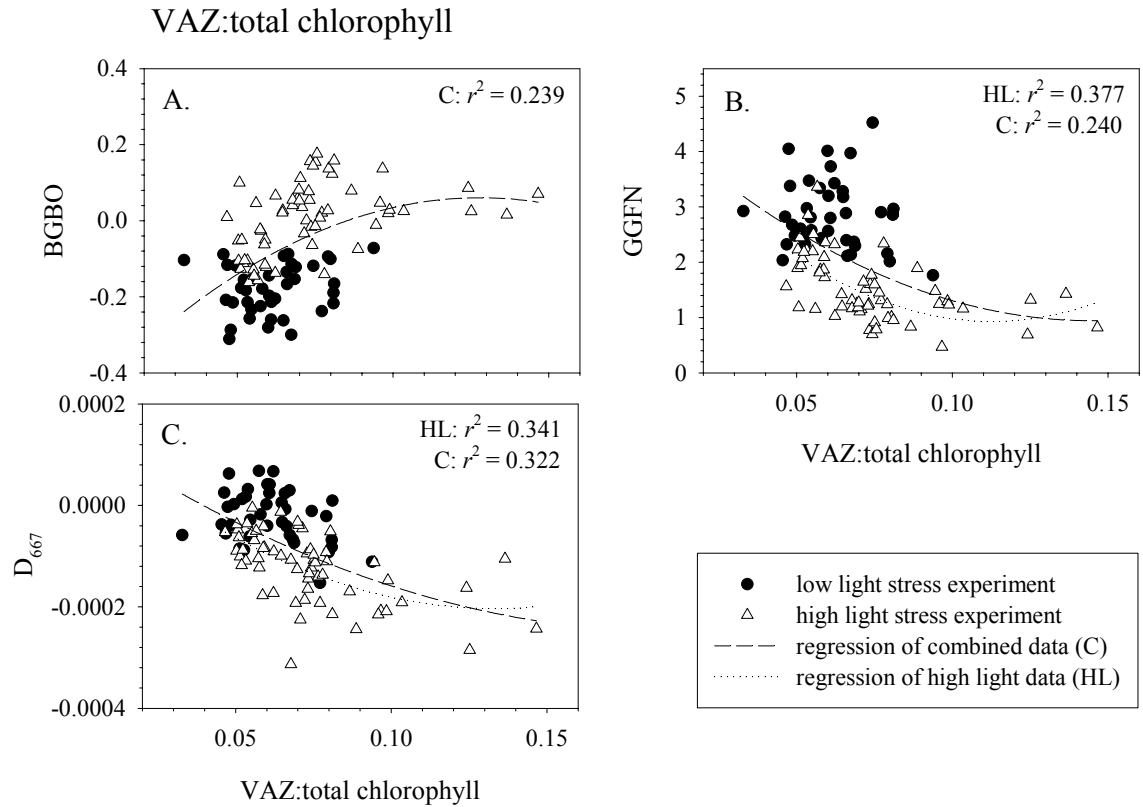 VAZ:total chlorophyll
A.
C: r² = 0.239
BGBO
0.4
0.2
0.0
-0.2
-0.4
B.
HL: r² = 0.377
C: r² = 0.240
GGFN
5
4
3
2
1
0
0.05
0.10
0.15
VAZ:total chlorophyll
C.
HL: r² = 0.341
C: r² = 0.322
D₆₆₇
0.0002
0.0000
-0.0002
-0.0004
0.05
0.10
0.15
VAZ:total chlorophyll
low light stress experiment
high light stress experiment
regression of combined data (C)
regression of high light data (HL)